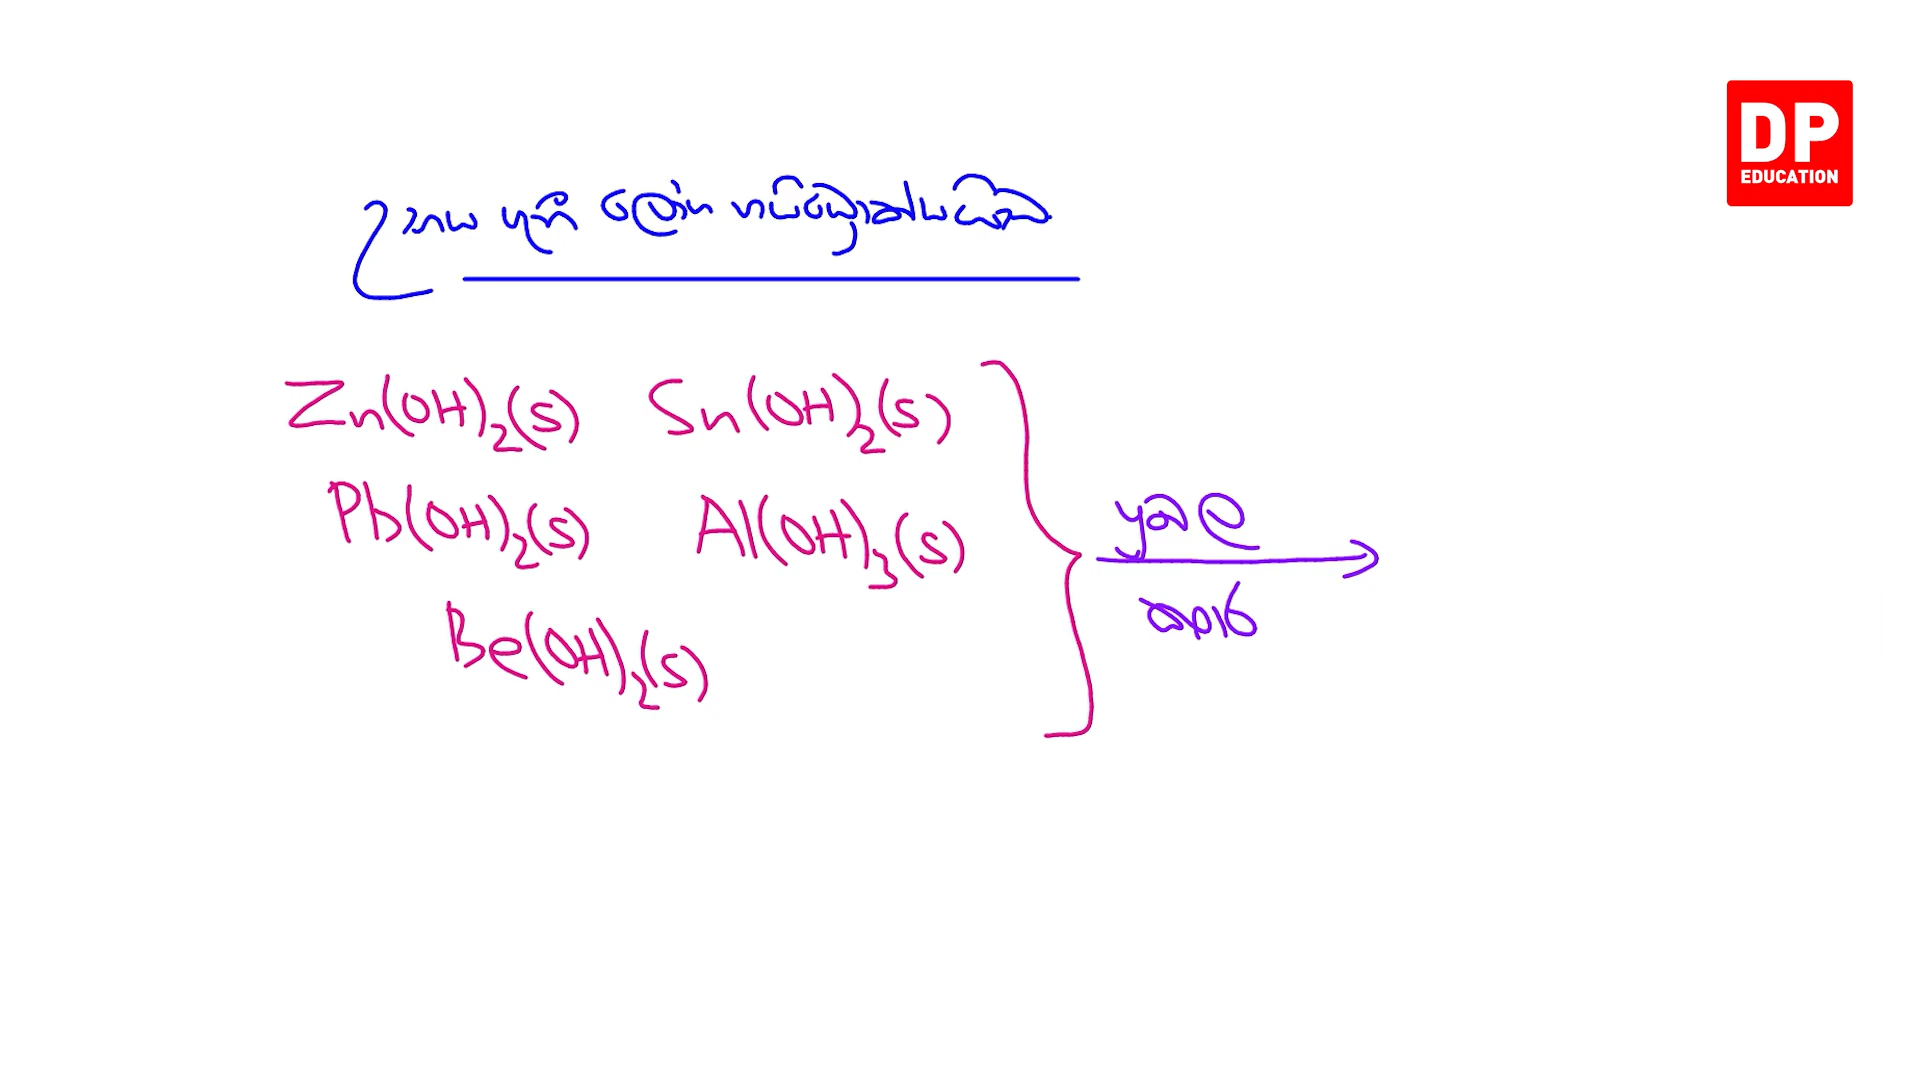 උභය ගුණී ලෝහ හයිඩ්‍රොක්සයිඩ
Zn(OH)₂(s) Sn(OH)₂(s)
Pb(OH)₂(s) Al(OH)₃(s)
Be(OH)₂(s)
ප්‍රබල
DP
EDUCATION